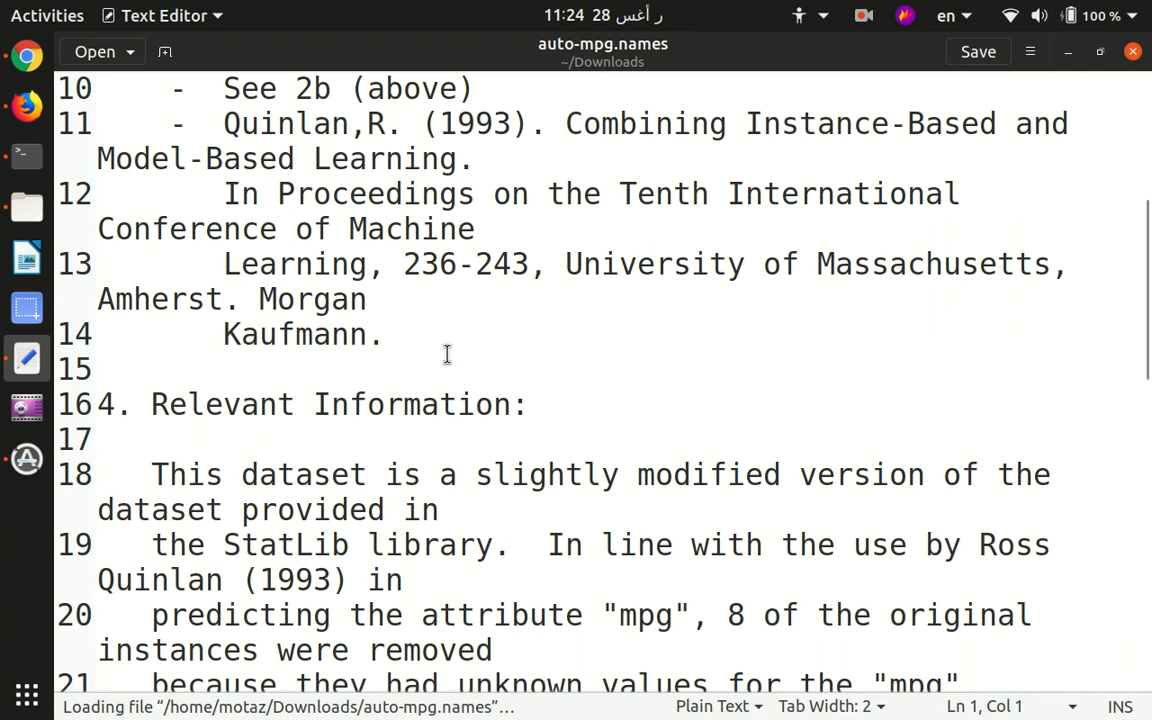 Activities Text Editor ر أغس 28 11:24 en 100 %
Open auto-mpg.names Save
~/Downloads
10 - See 2b (above)
11 - Quinlan,R. (1993). Combining Instance-Based and
Model-Based Learning.
12 In Proceedings on the Tenth International
Conference of Machine
13 Learning, 236-243, University of Massachusetts,
Amherst. Morgan
14 Kaufmann.
15
16 4. Relevant Information:
17
18 This dataset is a slightly modified version of the
dataset provided in
19 the StatLib library. In line with the use by Ross
Quinlan (1993) in
20 predicting the attribute "mpg", 8 of the original
instances were removed
21 because they had unknown values for the "mpg"
Loading file “/home/motaz/Downloads/auto-mpg.names”… Plain Text Tab Width: 2 Ln 1, Col 1 INS